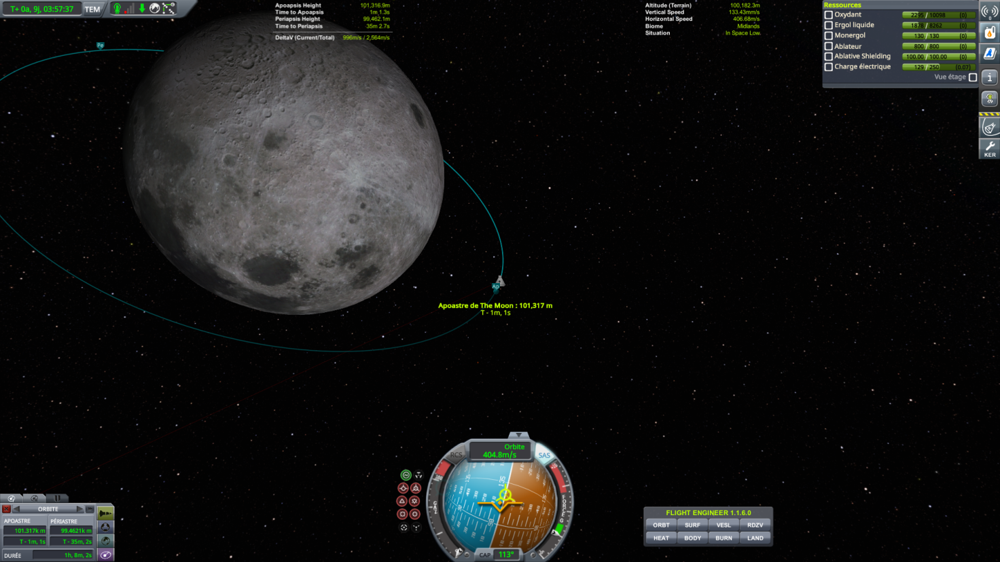 T+ 0a, 9j, 03:57:37
TEM
Apoapsis Height 101,316.9m
Time to Apoapsis 1m 1.3s
Periapsis Height 99,462.1m
Time to Periapsis -35m 2.7s
DeltaV (Current/Total) 996m/s / 2,564m/s
Altitude (Terrain) 100,182.3m
Vertical Speed 133.43mm/s
Horizontal Speed 406.68m/s
Biome Midlands
Situation In Space Low.
Ressources
Oxydant 2295 / 10098 (0)
Ergol liquide 1878 / 8262 (0)
Monergol 130 / 130 (0)
Ablateur 800 / 800 (0)
Ablative Shielding 100.00 / 100.00 (0)
Charge électrique 129 / 250 (0.07)
Vue étage
KER
Pe
Ap
Apoastre de The Moon : 101,317 m
T - 1m, 1s
Orbite
404.8m/s
RCS
SAS
CAP 113°
ORBITE
APOASTRE
PÉRIASTRE
101.317k m
99.4621k m
T - 1m, 1s
T - 35m, 2s
DURÉE 1h, 8m, 2s
FLIGHT ENGINEER 1.1.6.0
ORBT SURF VESL RDZV
HEAT BODY BURN LAND